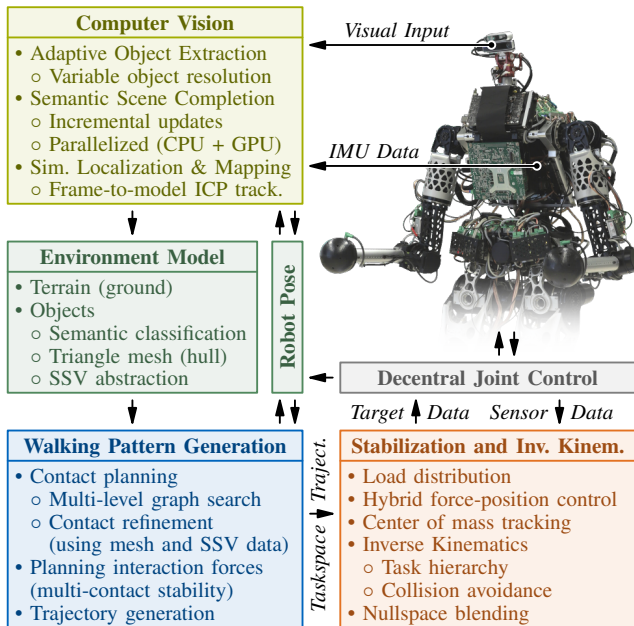 Computer Vision
• Adaptive Object Extraction
○ Variable object resolution
• Semantic Scene Completion
○ Incremental updates
○ Parallelized (CPU + GPU)
• Sim. Localization & Mapping
○ Frame-to-model ICP track.
Visual Input
IMU Data
Environment Model
• Terrain (ground)
• Objects
○ Semantic classification
○ Triangle mesh (hull)
○ SSV abstraction
Robot Pose
Decentral Joint Control
Target Data
Sensor Data
Walking Pattern Generation
• Contact planning
○ Multi-level graph search
○ Contact refinement
(using mesh and SSV data)
• Planning interaction forces
(multi-contact stability)
• Trajectory generation
Taskspace Traject.
Stabilization and Inv. Kinem.
• Load distribution
• Hybrid force-position control
• Center of mass tracking
• Inverse Kinematics
○ Task hierarchy
○ Collision avoidance
• Nullspace blending